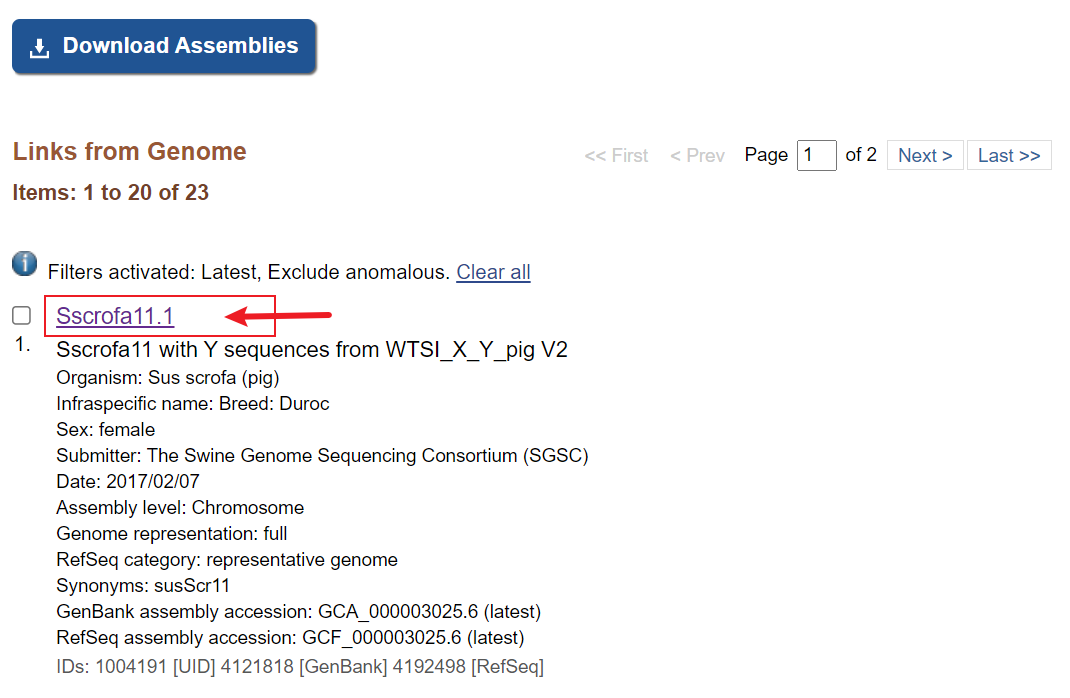 Download Assemblies
Links from Genome
<< First < Prev Page 1 of 2 Next > Last >>
Items: 1 to 20 of 23
Filters activated: Latest, Exclude anomalous. Clear all
Sscrofa11.1
1.
Sscrofa11 with Y sequences from WTSI_X_Y_pig V2
Organism: Sus scrofa (pig)
Infraspecific name: Breed: Duroc
Sex: female
Submitter: The Swine Genome Sequencing Consortium (SGSC)
Date: 2017/02/07
Assembly level: Chromosome
Genome representation: full
RefSeq category: representative genome
Synonyms: susScr11
GenBank assembly accession: GCA_000003025.6 (latest)
RefSeq assembly accession: GCF_000003025.6 (latest)
IDs: 1004191 [UID] 4121818 [GenBank] 4192498 [RefSeq]